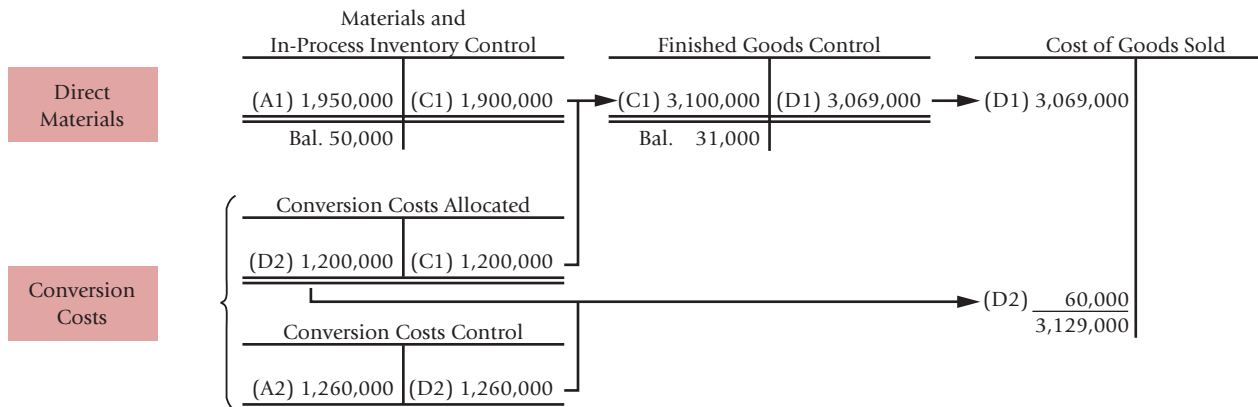 Materials and
In-Process Inventory Control
Finished Goods Control
Cost of Goods Sold
Direct
Materials
(A1) 1,950,000
(C1) 1,900,000
(C1) 3,100,000
(D1) 3,069,000
(D1) 3,069,000
Bal. 50,000
Bal. 31,000
Conversion Costs Allocated
(D2) 1,200,000
(C1) 1,200,000
Conversion
Costs
(D2) 60,000
3,129,000
Conversion Costs Control
(A2) 1,260,000
(D2) 1,260,000